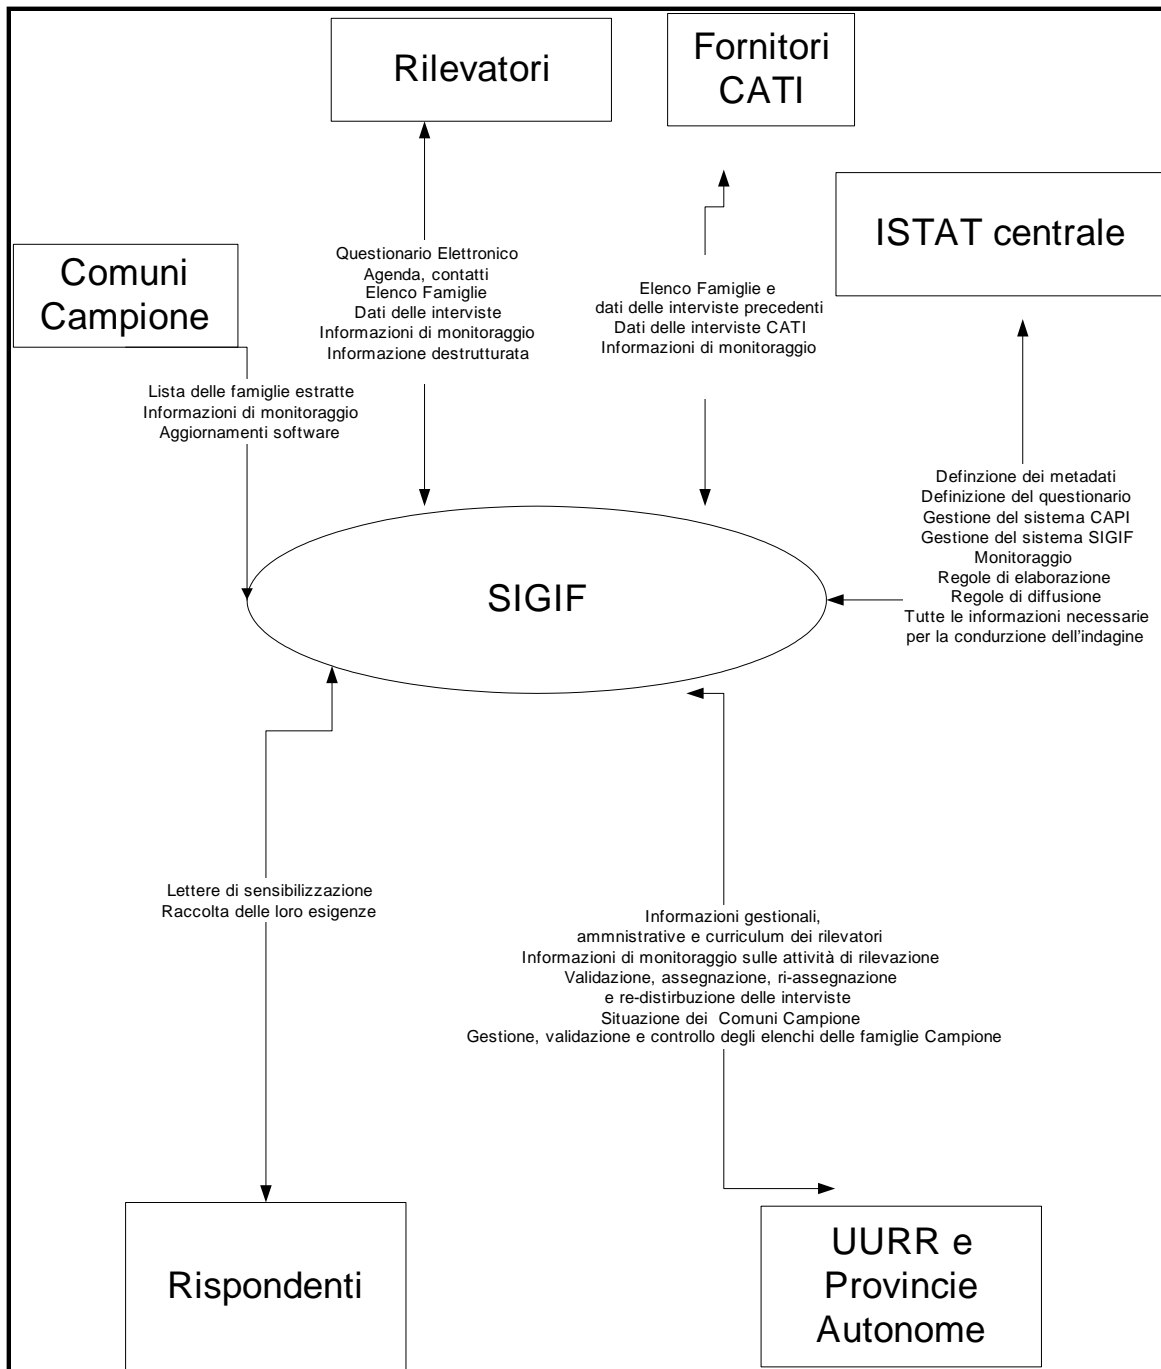 Rilevatori
Fornitori
CATI
ISTAT centrale
Comuni
Campione
Questionario Elettronico
Agenda, contatti
Elenco Famiglie
Dati delle interviste
Informazioni di monitoraggio
Informazione destrutturata
Elenco Famiglie e
dati delle interviste precedenti
Dati delle interviste CATI
Informazioni di monitoraggio
Lista delle famiglie estratte
Informazioni di monitoraggio
Aggiornamenti software
Definzione dei metadati
Definizione del questionario
Gestione del sistema CAPI
Gestione del sistema SIGIF
Monitoraggio
Regole di elaborazione
Regole di diffusione
Tutte le informazioni necessarie
per la condurzione dell'indagine
SIGIF
Lettere di sensibilizzazione
Raccolta delle loro esigenze
Informazioni gestionali,
ammnistrative e curriculum dei rilevatori
Informazioni di monitoraggio sulle attività di rilevazione
Validazione, assegnazione, ri-assegnazione
e re-distirbuzione delle interviste
Situazione dei Comuni Campione
Gestione, validazione e controllo degli elenchi delle famiglie Campione
Rispondenti
UURR e
Provincie
Autonome